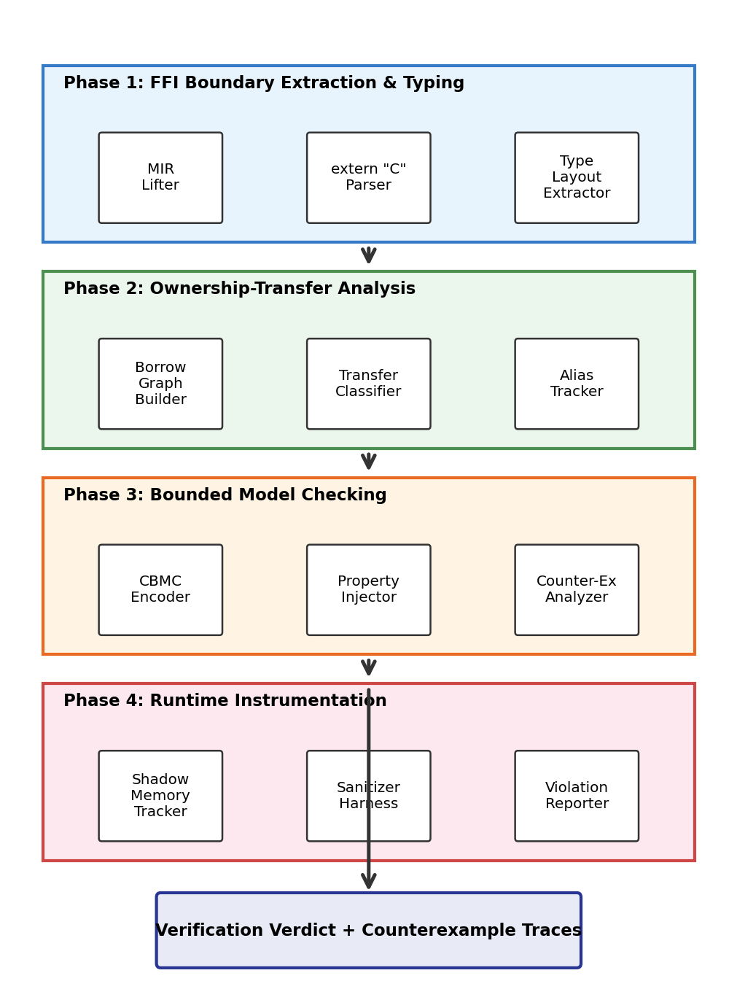 Phase 1: FFI Boundary Extraction & Typing
MIR
Lifter
extern "C"
Parser
Type
Layout
Extractor
Phase 2: Ownership-Transfer Analysis
Borrow
Graph
Builder
Transfer
Classifier
Alias
Tracker
Phase 3: Bounded Model Checking
CBMC
Encoder
Property
Injector
Counter-Ex
Analyzer
Phase 4: Runtime Instrumentation
Shadow
Memory
Tracker
Sanitizer
Harness
Violation
Reporter
Verification Verdict + Counterexample Traces